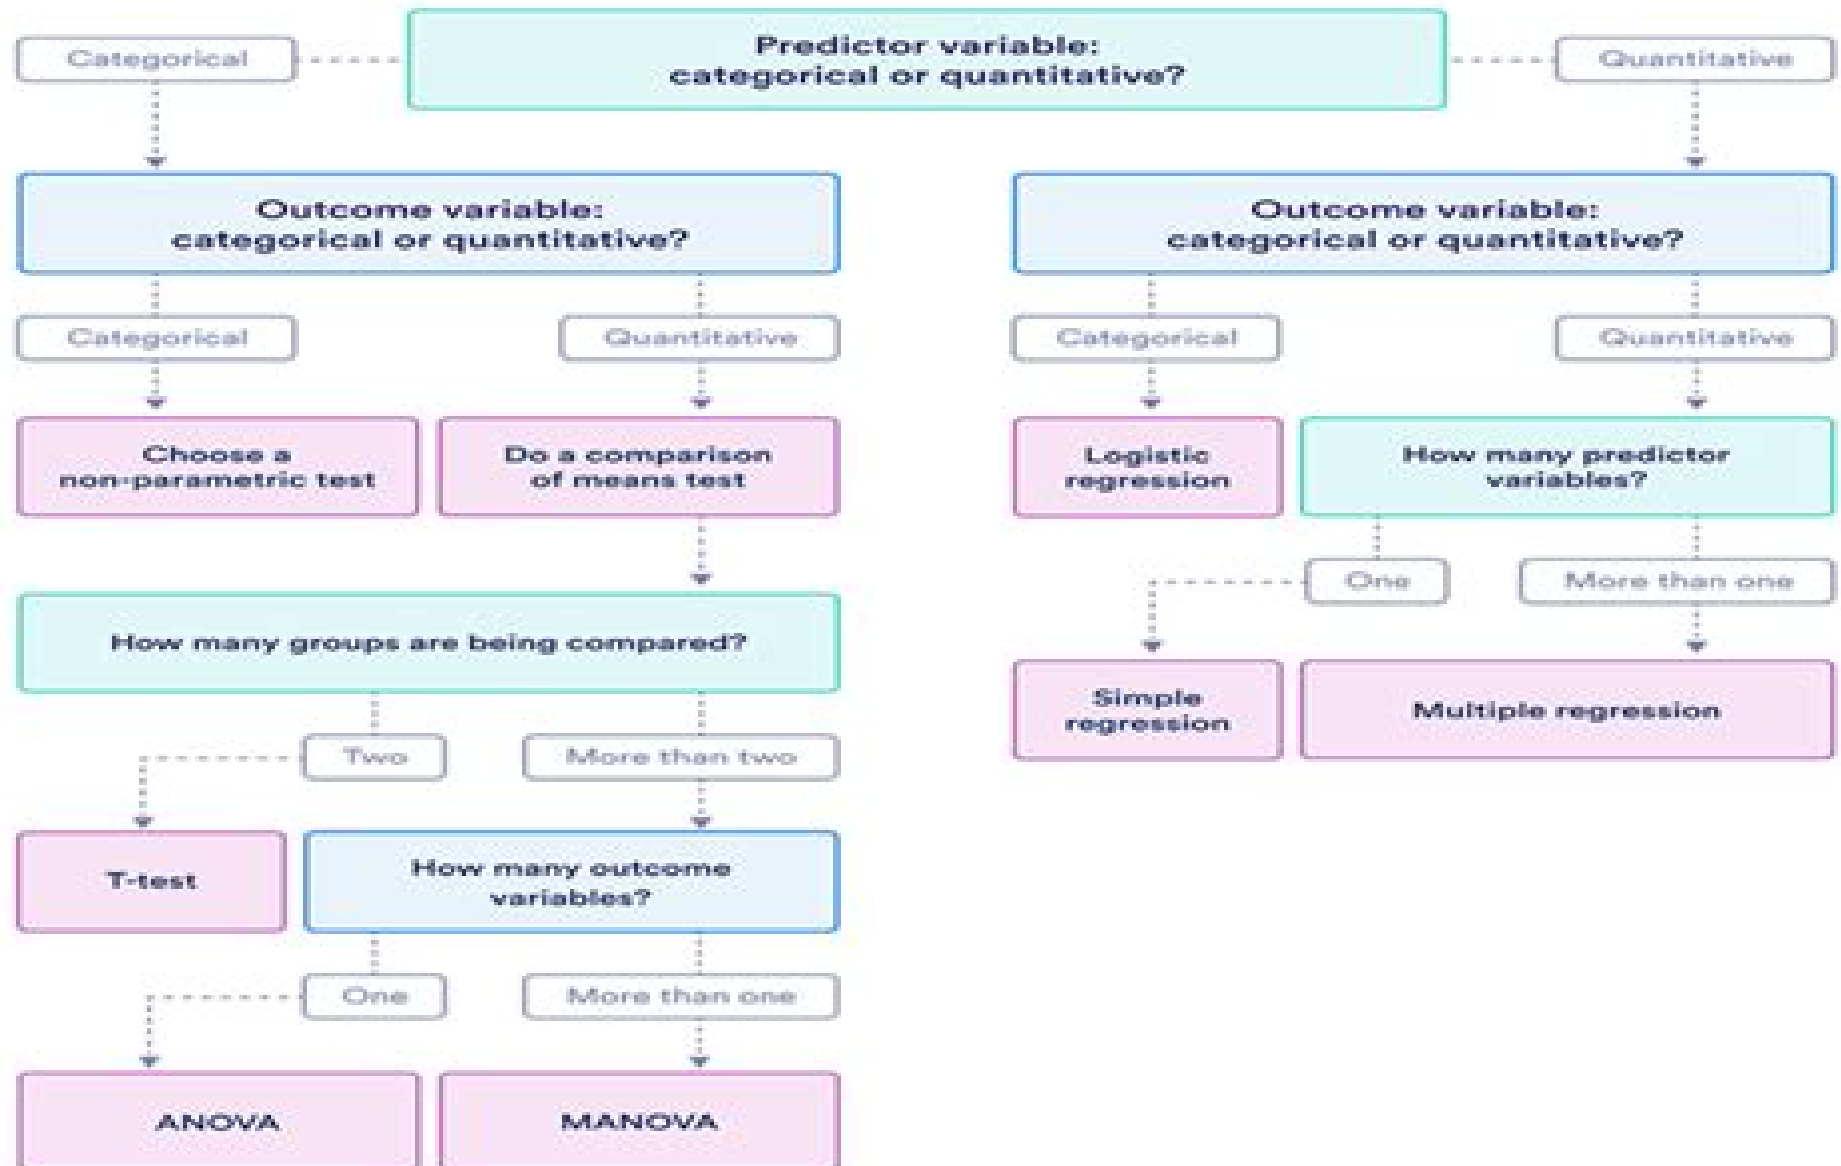 Predictor variable:
categorical or quantitative?
Categorical
Quantitative
Outcome variable:
categorical or quantitative?
Outcome variable:
categorical or quantitative?
Categorical
Quantitative
Categorical
Quantitative
Choose a
non-parametric test
Do a comparison
of means test
Logistic
regression
How many predictor
variables?
One
More than one
How many groups are being compared?
Simple
regression
Multiple regression
Two
More than two
T-test
How many outcome
variables?
One
More than one
ANOVA
MANOVA